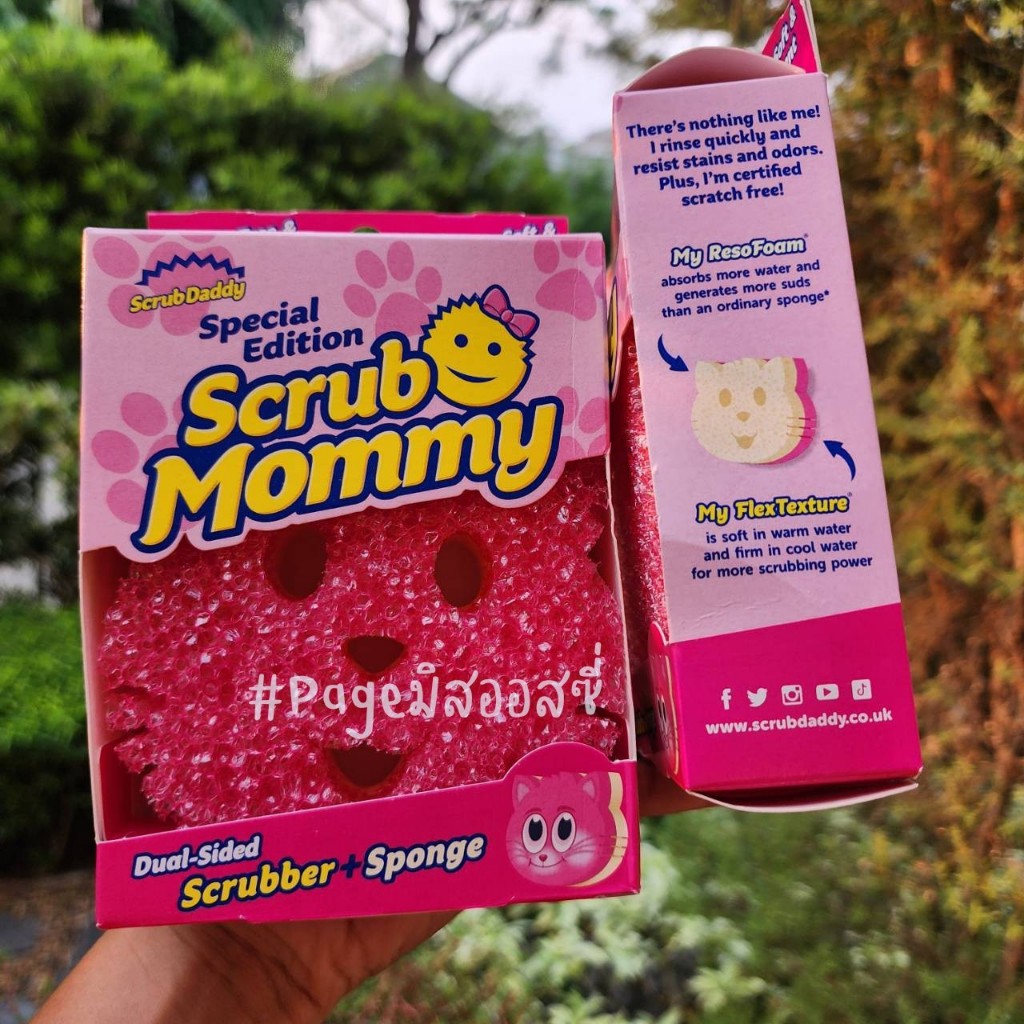 ScrubDaddy
Special
Edition
Scrub
Mommy
#Pageมิสออสซี่
Dual-Sided
Scrubber + Sponge
There's nothing like me!
I rinse quickly and
resist stains and odors.
Plus, I'm certified
scratch free!
My ResoFoam®
absorbs more water and
generates more suds
than an ordinary sponge*
My FlexTexture®
is soft in warm water
and firm in cool water
for more scrubbing power
www.scrubdaddy.co.uk